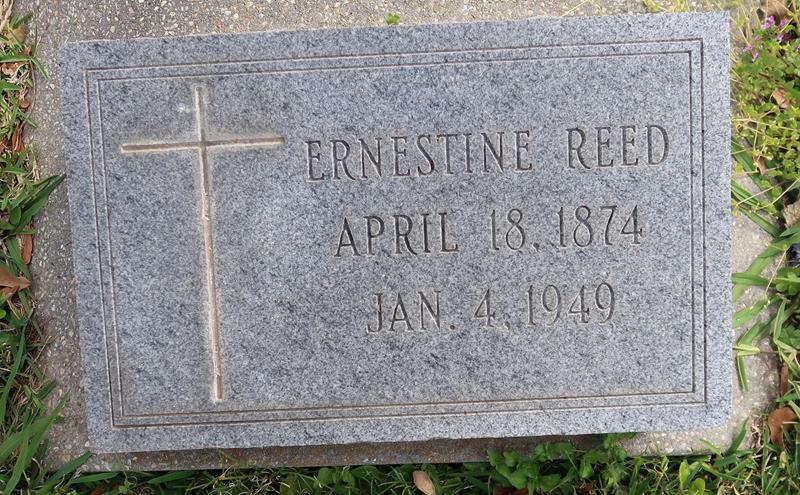 ERNESTINE REED
APRIL 18, 1874
JAN. 4, 1949